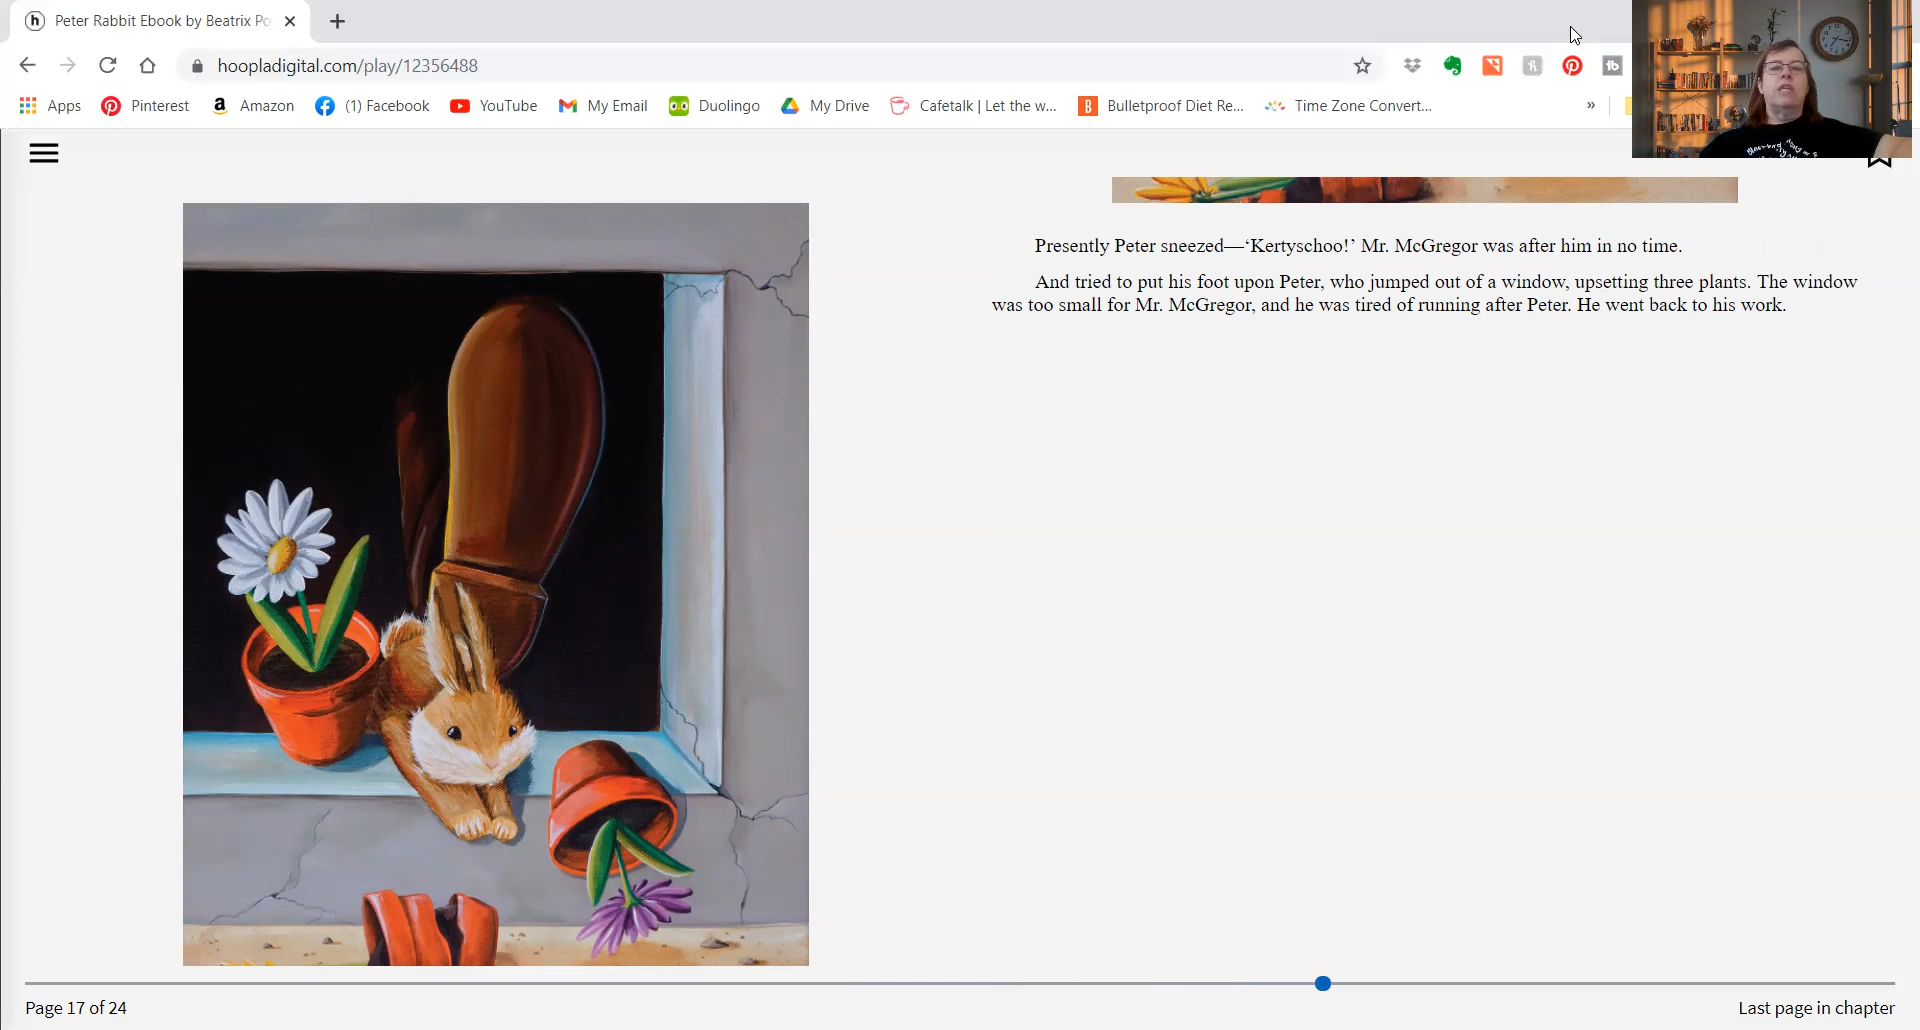 Peter Rabbit Ebook by Beatrix Po
hoopladigital.com/play/12356488
Apps Pinterest Amazon (1) Facebook YouTube My Email Duolingo My Drive Cafetalk | Let the w... Bulletproof Diet Re... Time Zone Convert... »
Presently Peter sneezed—‘Kertyschoo!’ Mr. McGregor was after him in no time.
And tried to put his foot upon Peter, who jumped out of a window, upsetting three plants. The window
was too small for Mr. McGregor, and he was tired of running after Peter. He went back to his work.
Page 17 of 24
Last page in chapter